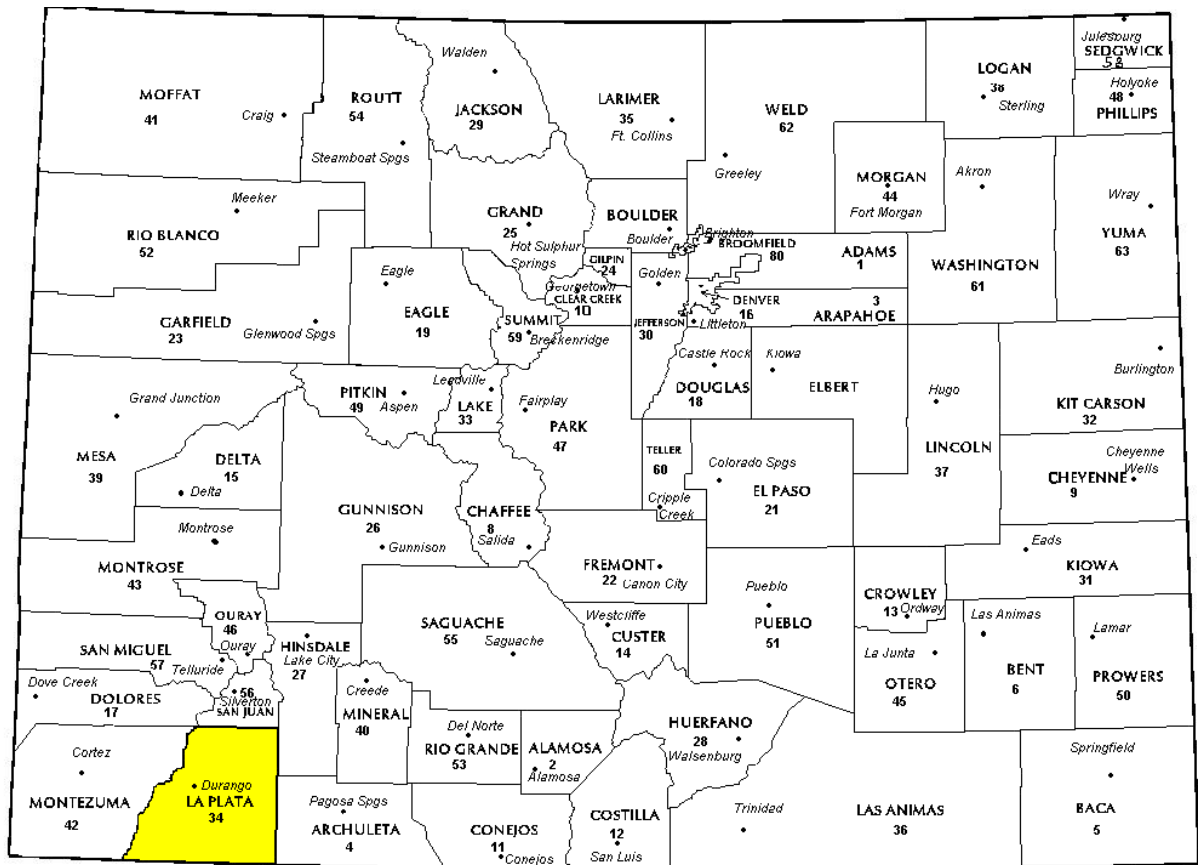 Julesburg
SEDGWICK
58
Walden
LOGAN
38
Sterling
Holyoke
48
PHILLIPS
MOFFAT
41
Craig
ROUTT
54
Steamboat Spgs
JACKSON
29
LARIMER
35
Ft. Collins
WELD
62
Greeley
MORGAN
44
Fort Morgan
Akron
Wray
YUMA
63
Meeker
RIO BLANCO
52
GRAND
25
Hot Sulphur
Springs
BOULDER
Boulder
Brighton
BROOMFIELD
80
ADAMS
1
WASHINGTON
61
GILPIN
24
Golden
Georgetown
CLEAR CREEK
10
Eagle
EAGLE
19
GARFIELD
23
Glenwood Spgs
SUMMIT
59
Breckenridge
JEFFERSON
30
DENVER
16
Littleton
3
ARAPAHOE
Castle Rock
DOUGLAS
18
Kiowa
ELBERT
Hugo
Burlington
KIT CARSON
32
Grand Junction
PITKIN
49
Aspen
Leadville
LAKE
33
Fairplay
PARK
47
LINCOLN
37
MESA
39
DELTA
15
Delta
TELLER
60
Cripple
Creek
Colorado Spgs
EL PASO
21
Cheyenne
Wells
CHEYENNE
9
GUNNISON
26
Gunnison
CHAFFEE
8
Salida
Montrose
MONTROSE
43
FREMONT
22
Canon City
Eads
KIOWA
31
Pueblo
PUEBLO
51
CROWLEY
13
Ordway
OURAY
46
Ouray
HINSDALE
Lake City
27
SAGUACHE
55
Saguache
Westcliffe
CUSTER
14
Las Animas
BENT
6
Lamar
PROWERS
50
La Junta
OTERO
45
SAN MIGUEL
57
Telluride
Dove Creek
DOLORES
17
56
Silverton
SAN JUAN
Creede
MINERAL
40
Del Norte
RIO GRANDE
53
ALAMOSA
2
Alamosa
HUERFANO
28
Walsenburg
Cortez
MONTEZUMA
42
Durango
LA PLATA
34
Pagosa Spgs
ARCHULETA
4
CONEJOS
11
Conejos
COSTILLA
12
San Luis
Trinidad
LAS ANIMAS
36
Springfield
BACA
5